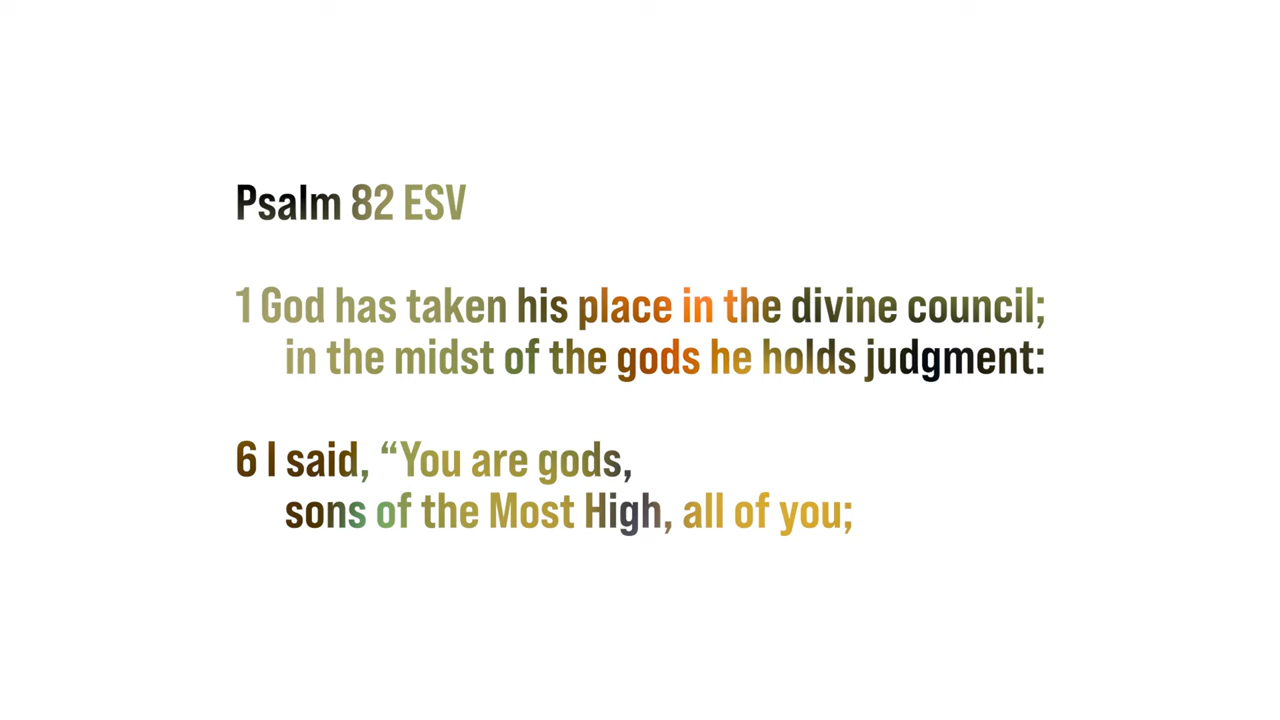 Psalm 82 ESV
1 God has taken his place in the divine council;
in the midst of the gods he holds judgment:
6 I said, “You are gods,
sons of the Most High, all of you;